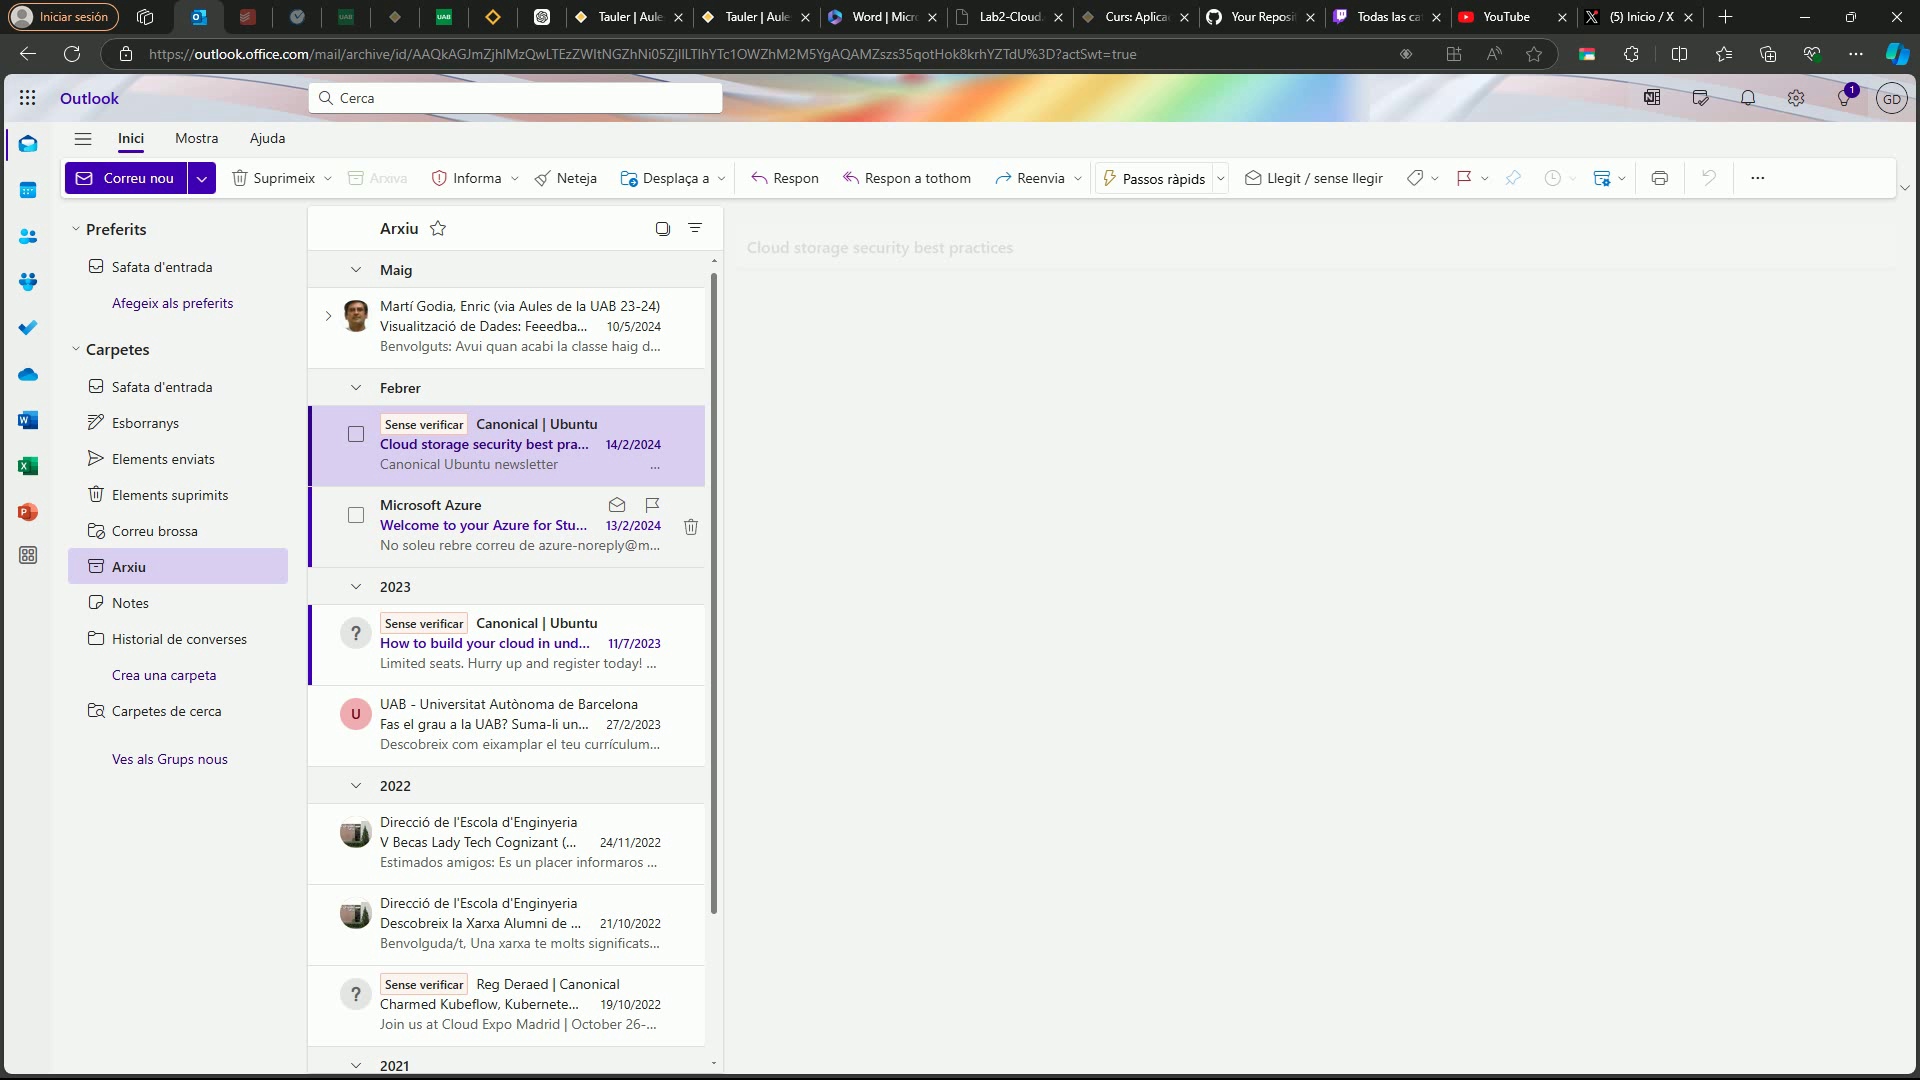 Iniciar sesión
Tauler | Aule
Tauler | Aule
Word | Micr
Lab2-Cloud
Curs: Aplica
Your Reposit
Todas las ca
YouTube
(5) Inicio / X
https://outlook.office.com/mail/archive/id/AAQkAGJmZjhlMzQwLTEzZWItNGZhNi05ZjllLTlhYTc1OWZhM2M5YgAQAMZszs35qotHok8krhYZTdU%3D?actSwt=true
Outlook
Cerca
1
GD
Inici
Mostra
Ajuda
Correu nou
Suprimeix
Arxiva
Informa
Neteja
Desplaça a
Respon
Respon a tothom
Reenvia
Passos ràpids
Llegit / sense llegir
Preferits
Safata d'entrada
Afegeix als preferits
Carpetes
Safata d'entrada
Esborranys
Elements enviats
Elements suprimits
Correu brossa
Arxiu
Notes
Historial de converses
Crea una carpeta
Carpetes de cerca
Ves als Grups nous
Arxiu
Maig
Martí Godia, Enric (via Aules de la UAB 23-24)
Visualització de Dades: Feeedba... 10/5/2024
Benvolguts: Avui quan acabi la classe haig d...
Febrer
Sense verificar Canonical | Ubuntu
Cloud storage security best pra... 14/2/2024
Canonical Ubuntu newsletter ...
Microsoft Azure
Welcome to your Azure for Stu... 13/2/2024
No soleu rebre correu de azure-noreply@m...
2023
? Sense verificar Canonical | Ubuntu
How to build your cloud in und... 11/7/2023
Limited seats. Hurry up and register today! ...
U UAB - Universitat Autònoma de Barcelona
Fas el grau a la UAB? Suma-li un... 27/2/2023
Descobreix com eixamplar el teu currículum...
2022
Direcció de l'Escola d'Enginyeria
V Becas Lady Tech Cognizant (... 24/11/2022
Estimados amigos: Es un placer informaros ...
Direcció de l'Escola d'Enginyeria
Descobreix la Xarxa Alumni de ... 21/10/2022
Benvolguda/t, Una xarxa te molts significats...
? Sense verificar Reg Deraed | Canonical
Charmed Kubeflow, Kubernete... 19/10/2022
Join us at Cloud Expo Madrid | October 26-...
2021
Cloud storage security best practices